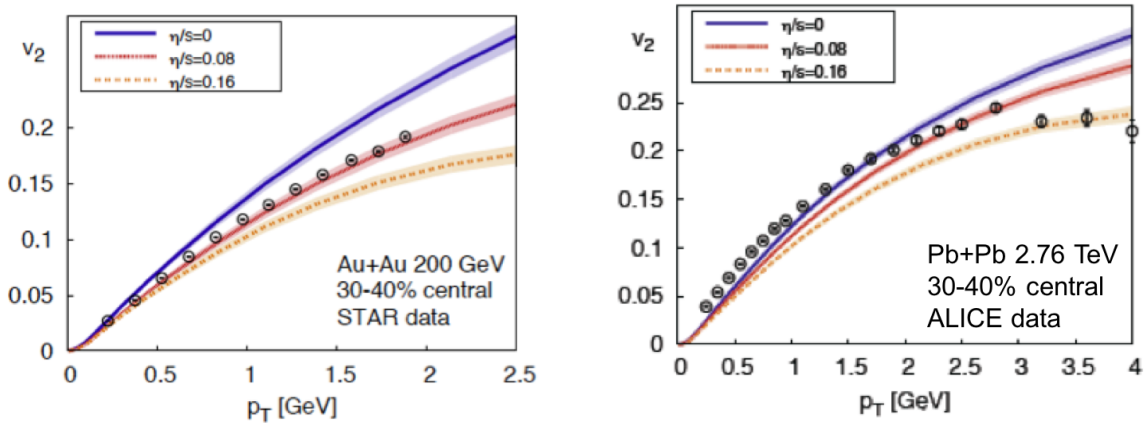 v2
η/s=0
η/s=0.08
η/s=0.16
0.2
0.15
0.1
0.05
0
0 0.5 1 1.5 2 2.5
pT [GeV]
Au+Au 200 GeV
30-40% central
STAR data
v2
η/s=0
η/s=0.08
η/s=0.16
0.25
0.2
0.15
0.1
0.05
0
0 0.5 1 1.5 2 2.5 3 3.5 4
pT [GeV]
Pb+Pb 2.76 TeV
30-40% central
ALICE data